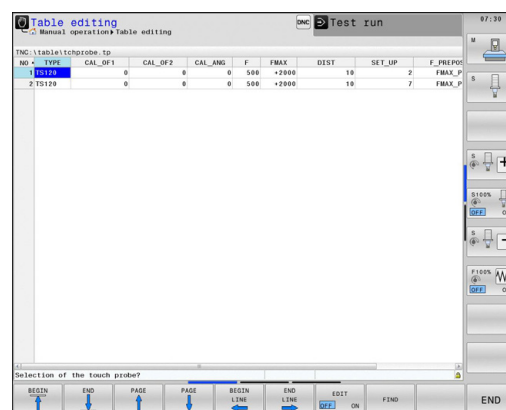 Table editing
DNC
Test run
07:30
Manual operation Table editing
TNC:\table\tchprobe.tp
NO TYPE CAL_OF1 CAL_OF2 CAL_ANG F FMAX DIST SET_UP F_PREPOS
1 TS120 0 0 0 500 +2000 10 2 FMAX_P
2 TS120 0 0 0 500 +2000 10 7 FMAX_P
M
S
S
S100%
OFF
S
F100%
OFF
Selection of the touch probe?
BEGIN
END
PAGE
PAGE
BEGIN LINE
END LINE
EDIT
OFF ON
FIND
END